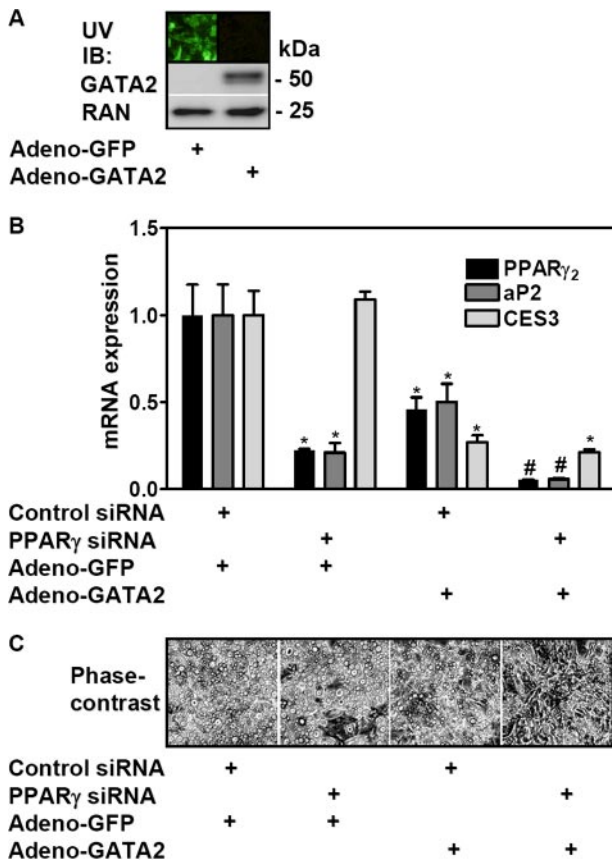 A
UV
IB: kDa
GATA2 - 50
RAN - 25
Adeno-GFP +
Adeno-GATA2 +
B
1.5
1.0
0.5
0.0
mRNA expression
PPARγ₂
aP2
CES3
* * * * * # # *
Control siRNA + +
PPARγ siRNA + +
Adeno-GFP + +
Adeno-GATA2 + +
C
Phase-
contrast
Control siRNA + +
PPARγ siRNA + +
Adeno-GFP + +
Adeno-GATA2 + +